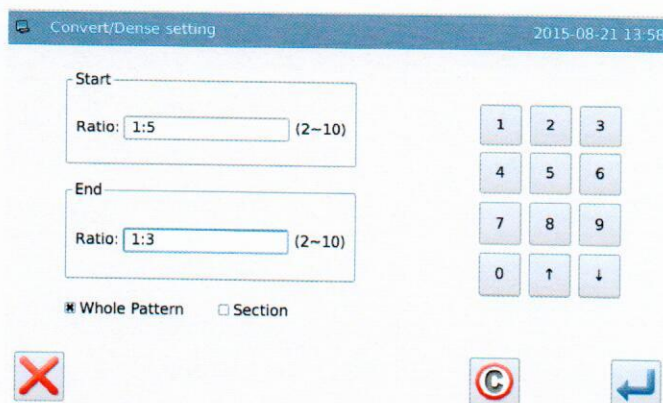 Convert/Dense setting 2015-08-21 13:58
Start
Ratio: 1:5 (2~10)
End
Ratio: 1:3 (2~10)
Whole Pattern Section
1 2 3
4 5 6
7 8 9
0 ↑ ↓
C